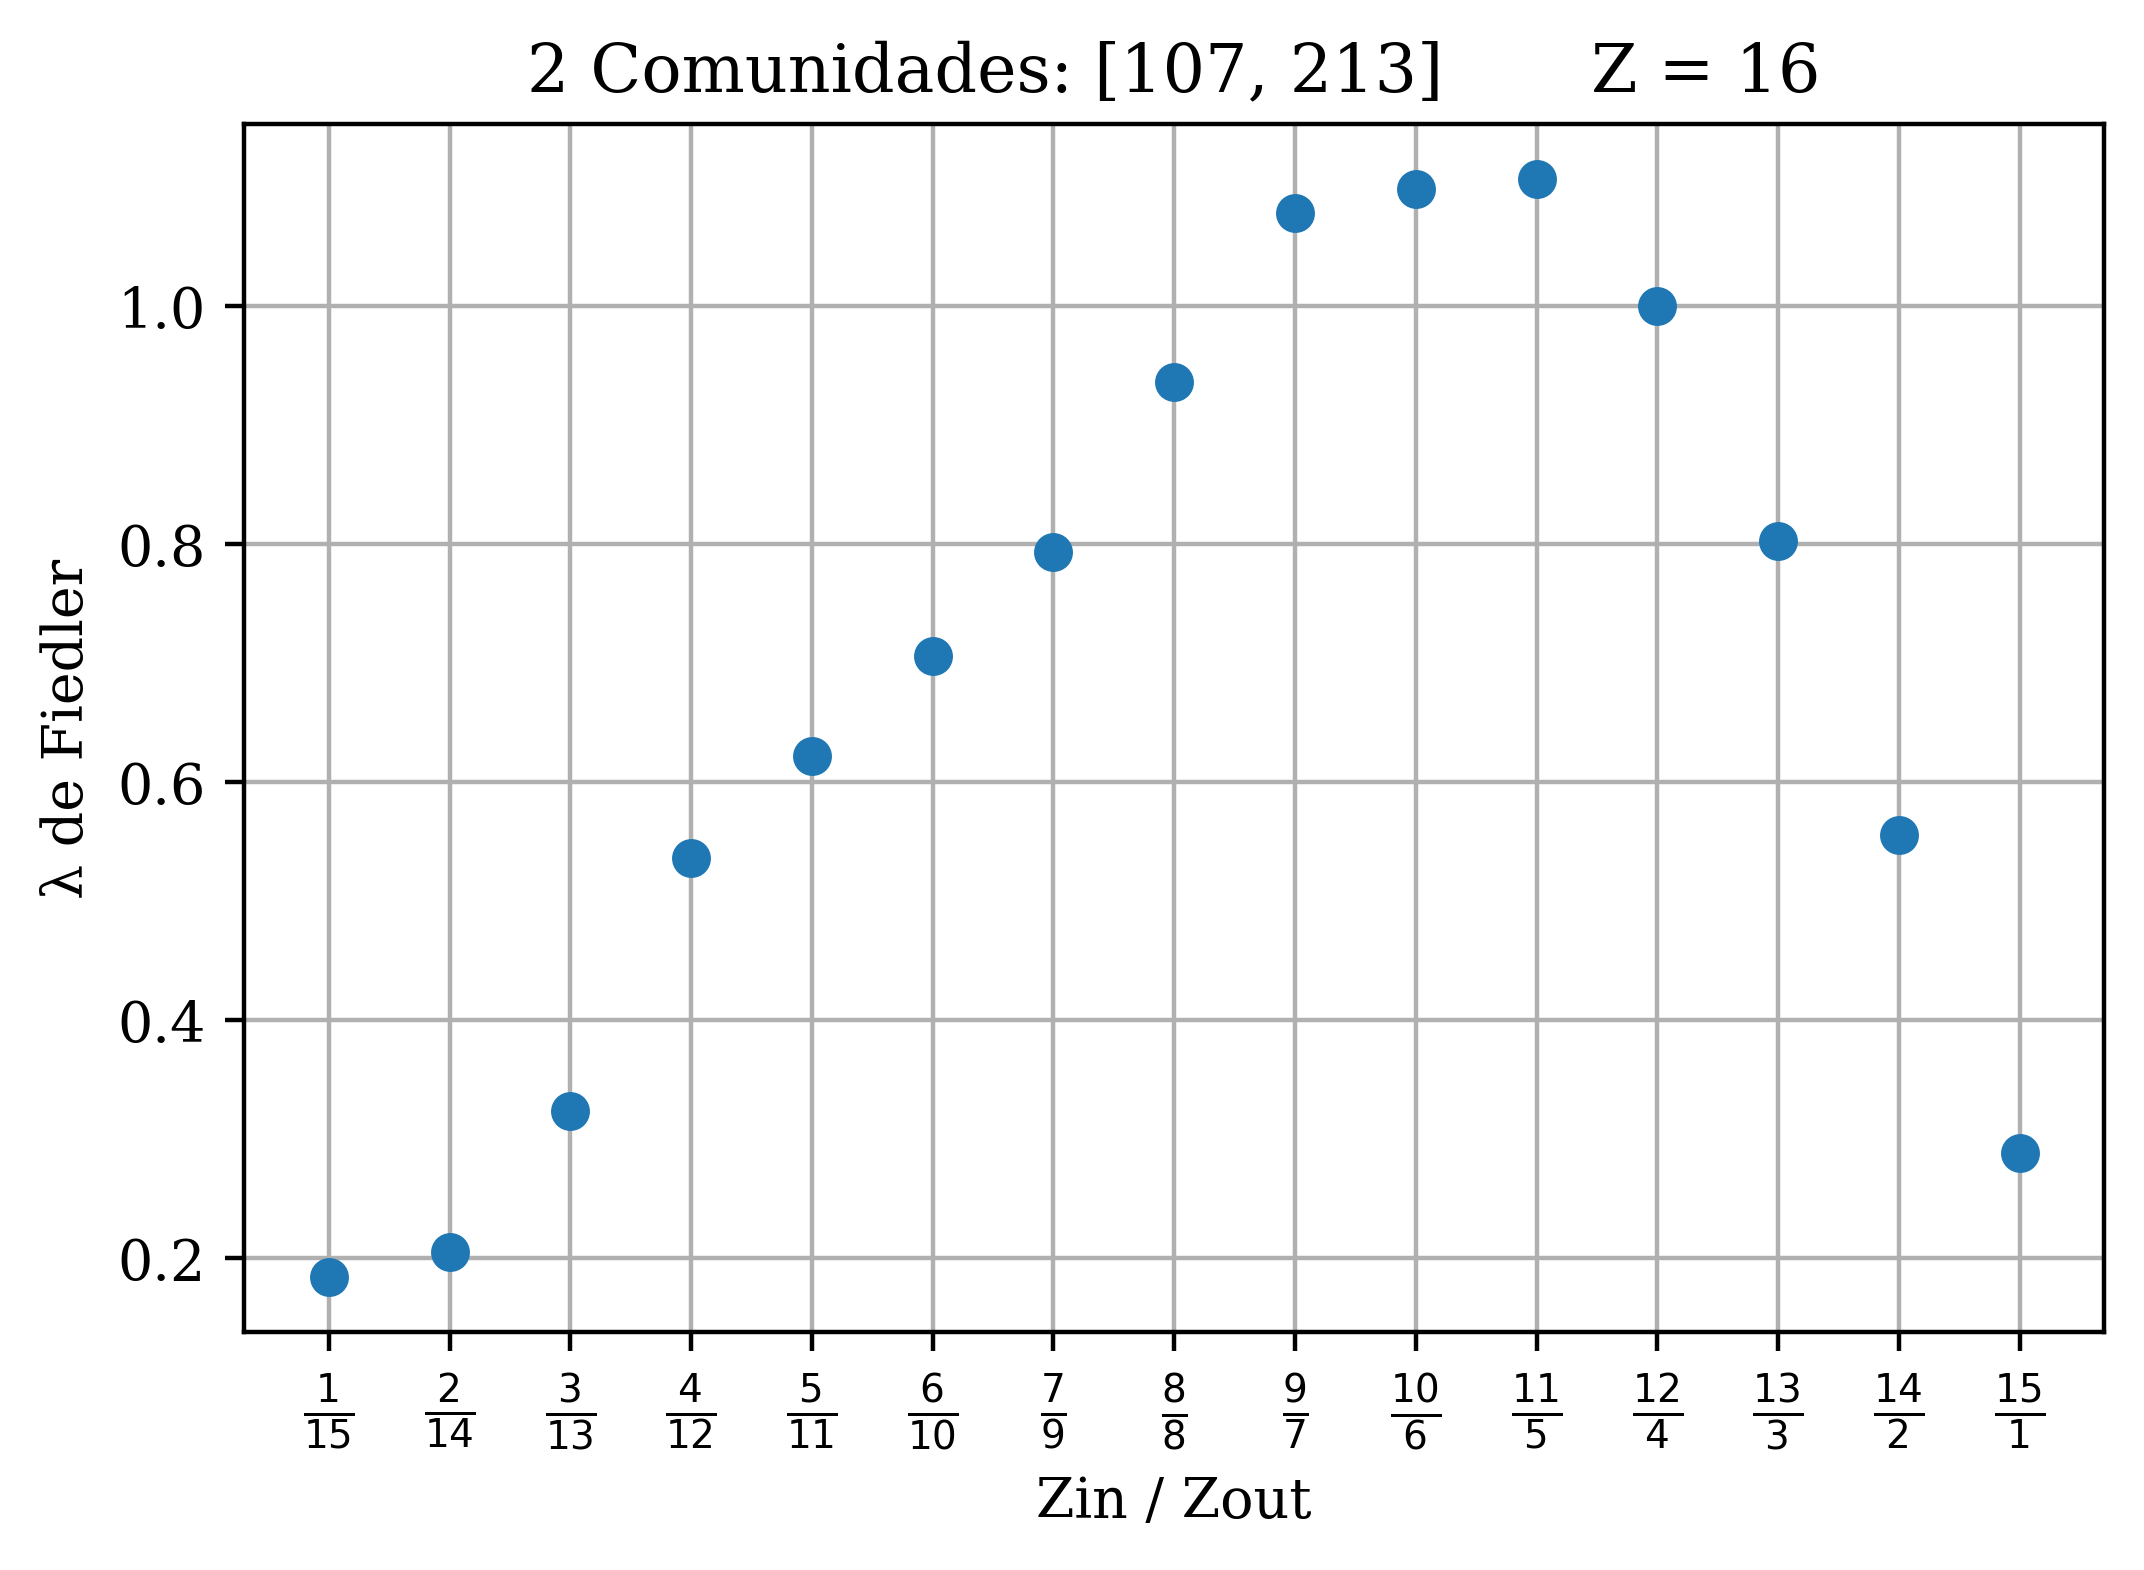 2 Comunidades: [107, 213] Z = 16
λ de Fiedler
1.0
0.8
0.6
0.4
0.2
1/15 2/14 3/13 4/12 5/11 6/10 7/9 8/8 9/7 10/6 11/5 12/4 13/3 14/2 15/1
Zin / Zout